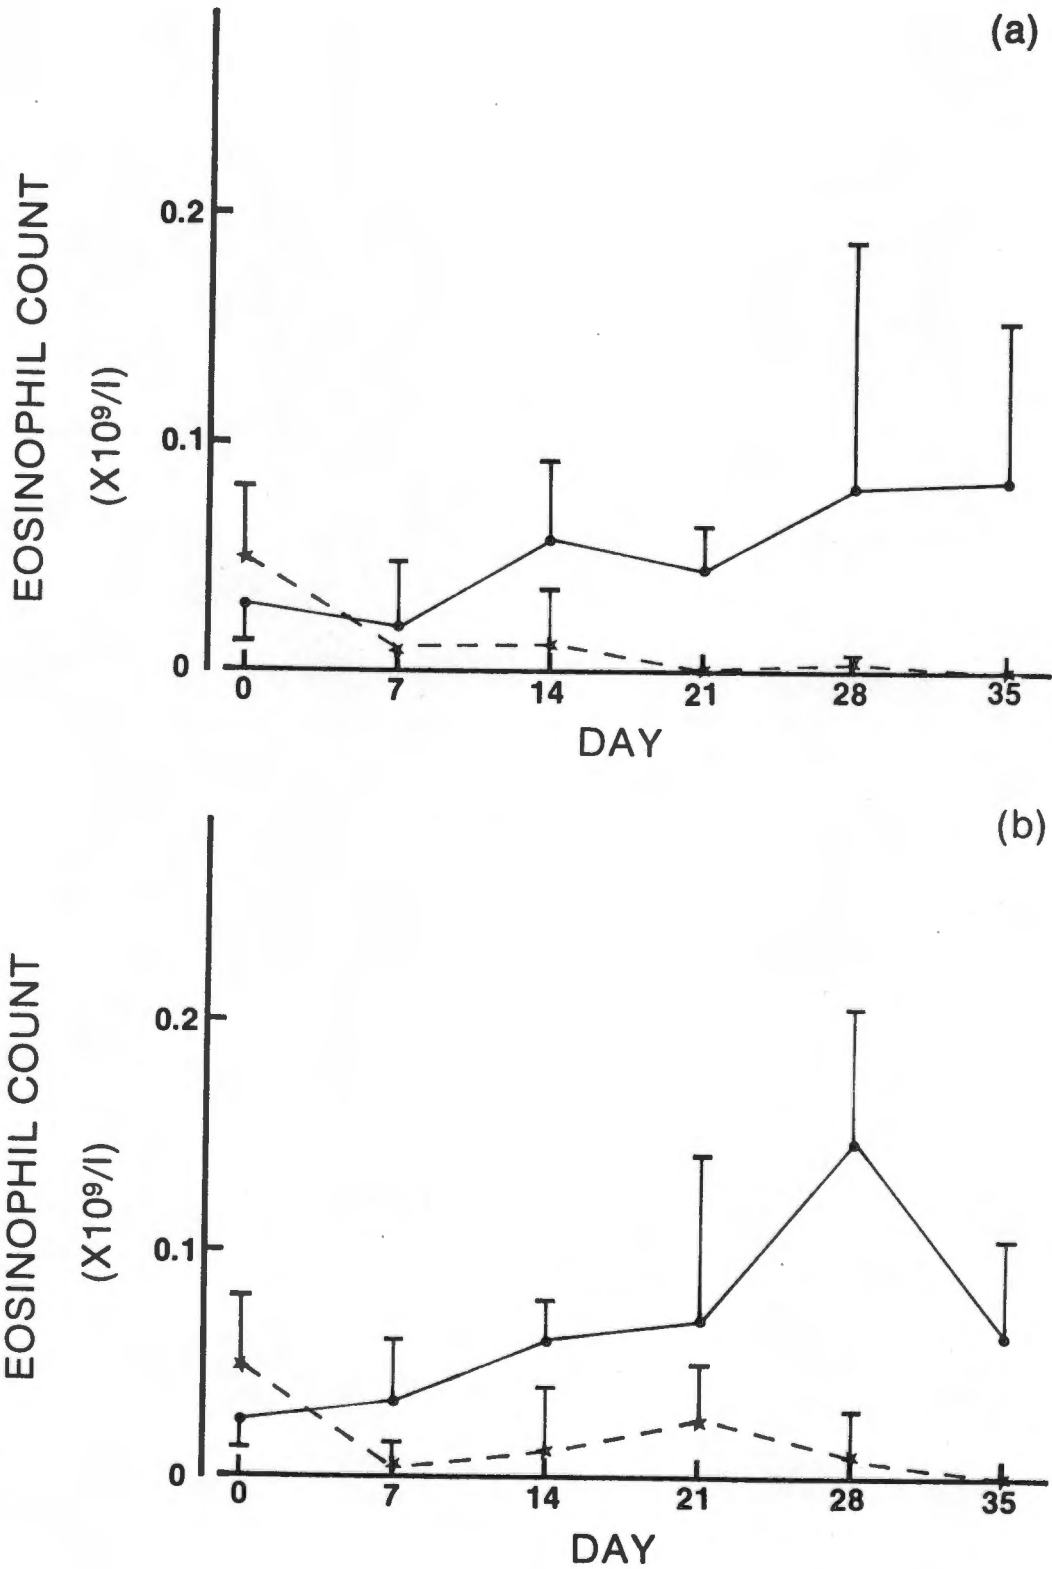 (a)
EOSINOPHIL COUNT
(X10⁹/l)
0.2
0.1
0
0 7 14 21 28 35
DAY
(b)
EOSINOPHIL COUNT
(X10⁹/l)
0.2
0.1
0
0 7 14 21 28 35
DAY